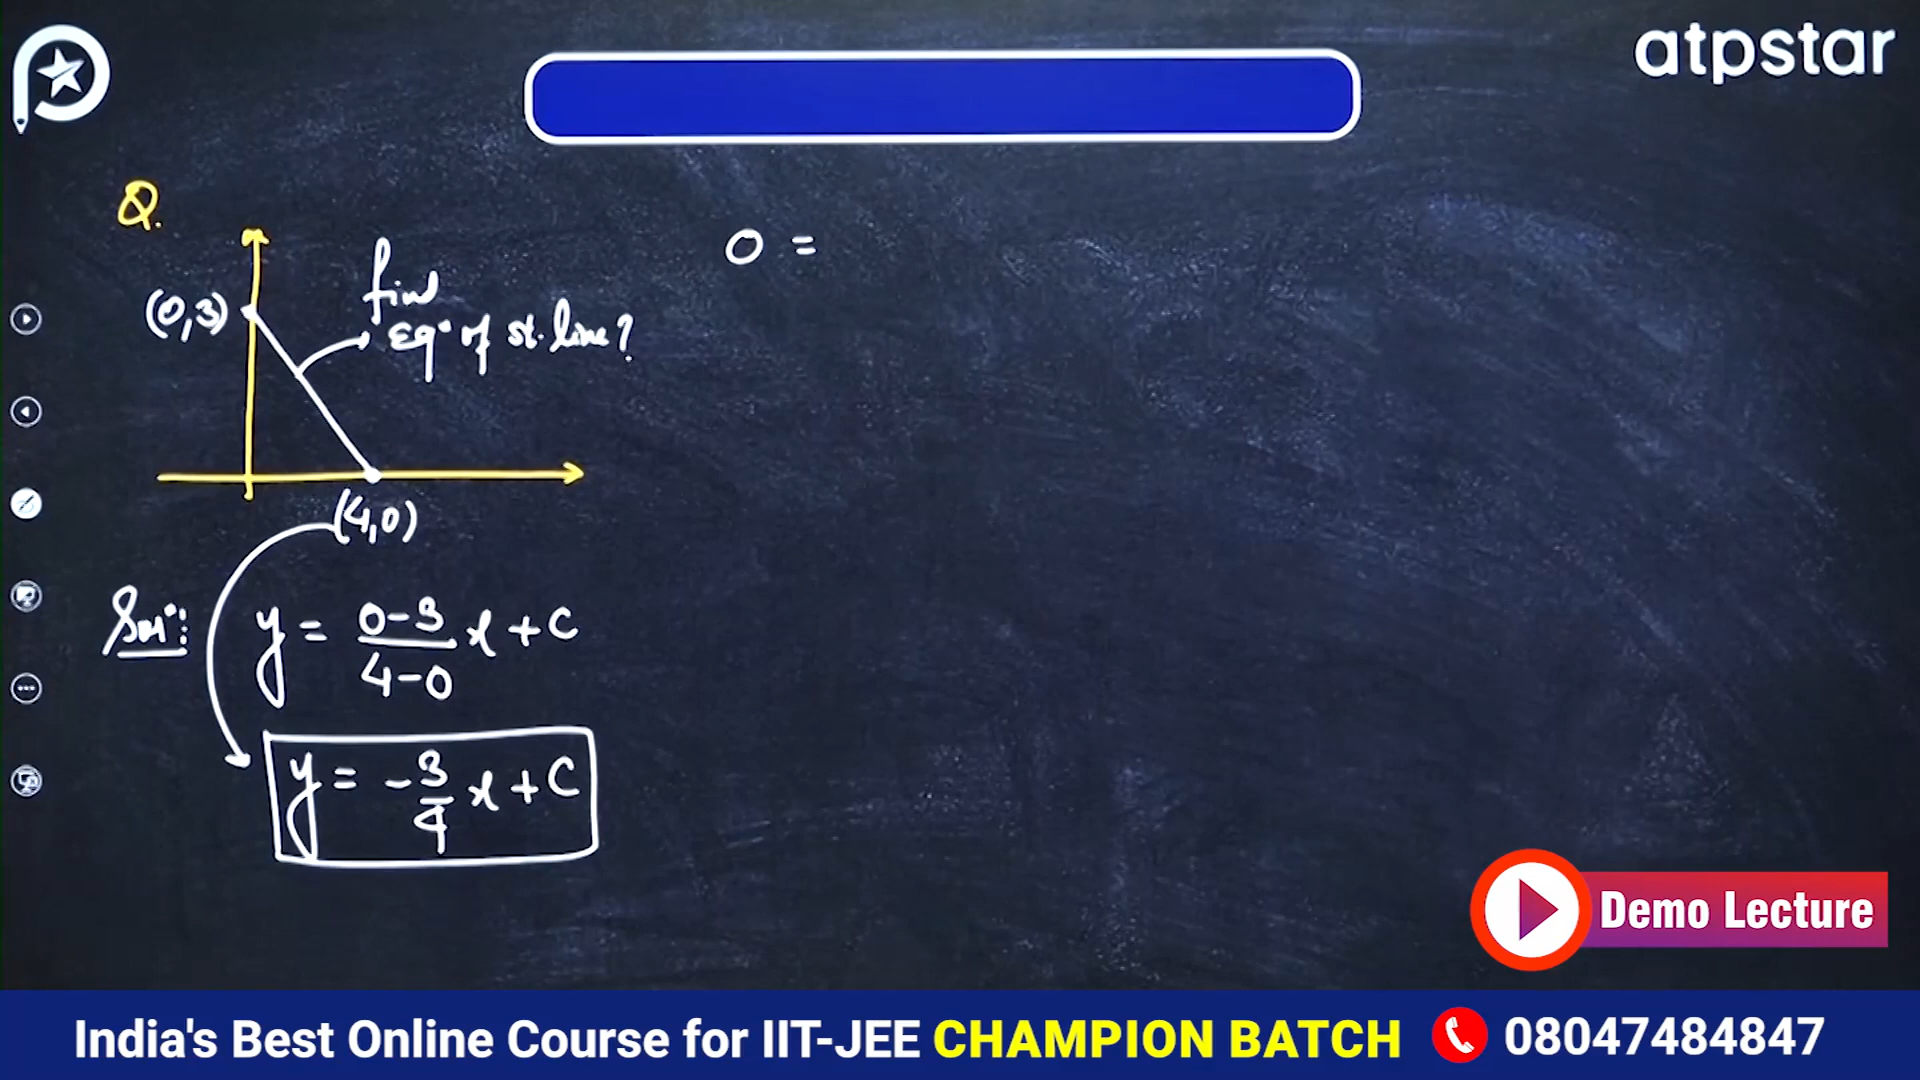 atpstar
Q.
(0,3)
find
Eqⁿ of st. line?
(4,0)
Solⁿ:
y = 0-3/4-0 x + C
y = -3/4 x + C
0 =
Demo Lecture
India's Best Online Course for IIT-JEE CHAMPION BATCH 08047484847